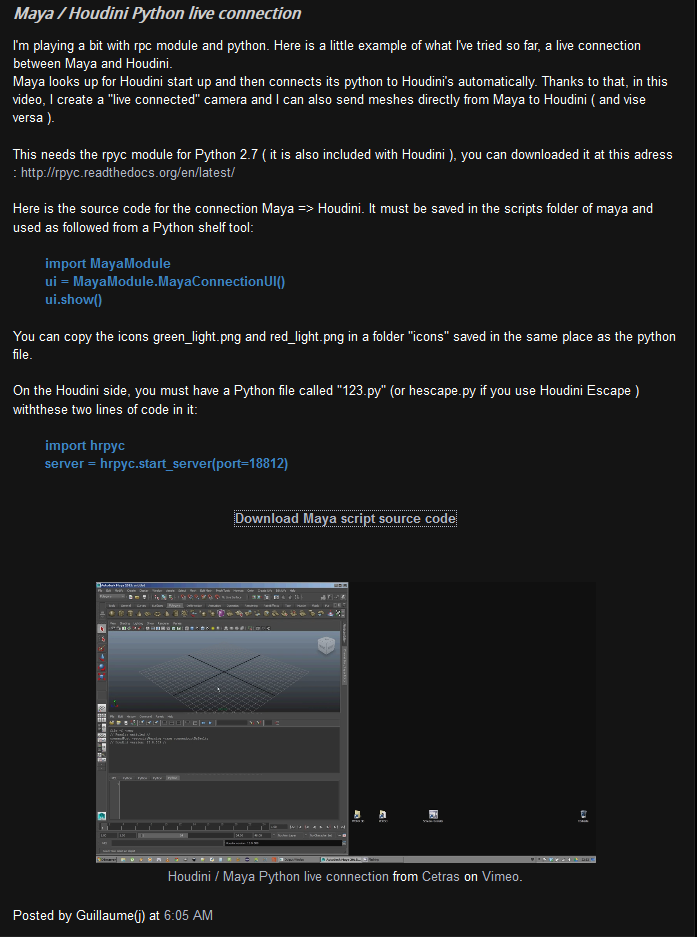 Maya / Houdini Python live connection
I'm playing a bit with rpc module and python. Here is a little example of what I've tried so far, a live connection
between Maya and Houdini.
Maya looks up for Houdini start up and then connects its python to Houdini's automatically. Thanks to that, in this
video, I create a "live connected" camera and I can also send meshes directly from Maya to Houdini ( and vise
versa ).
This needs the rpyc module for Python 2.7 ( it is also included with Houdini ), you can downloaded it at this adress
: http://rpyc.readthedocs.org/en/latest/
Here is the source code for the connection Maya => Houdini. It must be saved in the scripts folder of maya and
used as followed from a Python shelf tool:
import MayaModule
ui = MayaModule.MayaConnectionUI()
ui.show()
You can copy the icons green_light.png and red_light.png in a folder "icons" saved in the same place as the python
file.
On the Houdini side, you must have a Python file called "123.py" (or hescape.py if you use Houdini Escape )
withthese two lines of code in it:
import hrpyc
server = hrpyc.start_server(port=18812)
Download Maya script source code
Houdini / Maya Python live connection from Cetras on Vimeo.
Posted by Guillaume(j) at 6:05 AM